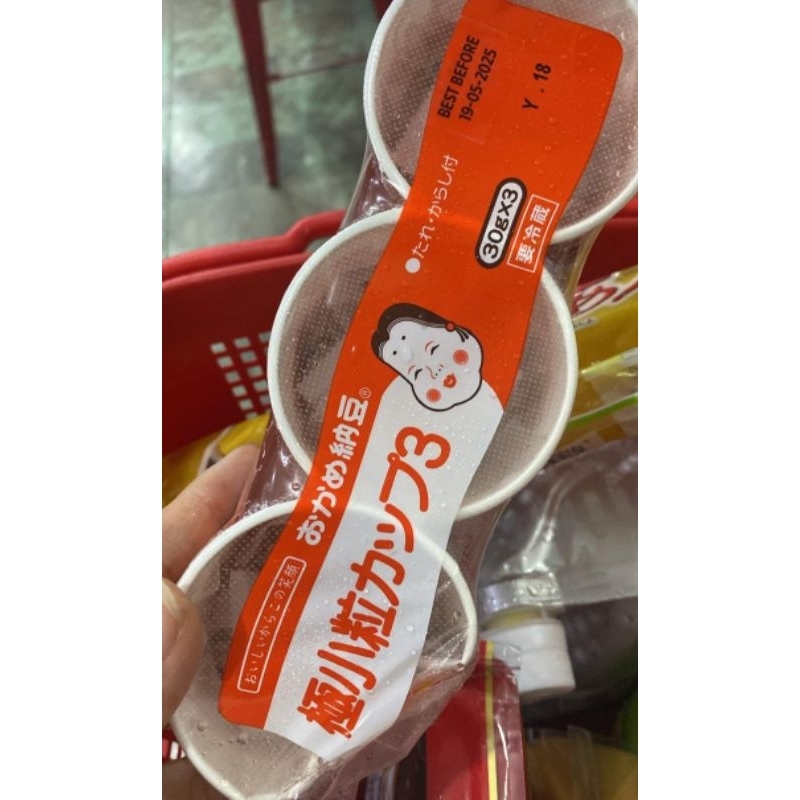 BEST BEFORE
19-05-2025
Y . 18
●たれ・からし付
30g×3
要冷蔵
おかめ納豆®
極小粒カップ3
おいしいからこの笑顔